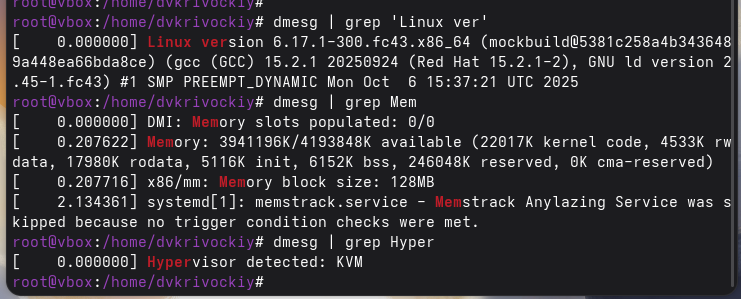 root@vbox:/home/dvkrivockiy#
root@vbox:/home/dvkrivockiy# dmesg | grep 'Linux ver'
[    0.000000] Linux version 6.17.1-300.fc43.x86_64 (mockbuild@5381c258a4b343648
9a448ea66bda8ce) (gcc (GCC) 15.2.1 20250924 (Red Hat 15.2.1-2), GNU ld version 2
.45-1.fc43) #1 SMP PREEMPT_DYNAMIC Mon Oct  6 15:37:21 UTC 2025
root@vbox:/home/dvkrivockiy# dmesg | grep Mem
[    0.000000] DMI: Memory slots populated: 0/0
[    0.207622] Memory: 3941196K/4193848K available (22017K kernel code, 4533K rw
data, 17980K rodata, 5116K init, 6152K bss, 246048K reserved, 0K cma-reserved)
[    0.207716] x86/mm: Memory block size: 128MB
[    2.134361] systemd[1]: memstrack.service - Memstrack Anylazing Service was s
kipped because no trigger condition checks were met.
root@vbox:/home/dvkrivockiy# dmesg | grep Hyper
[    0.000000] Hypervisor detected: KVM
root@vbox:/home/dvkrivockiy#